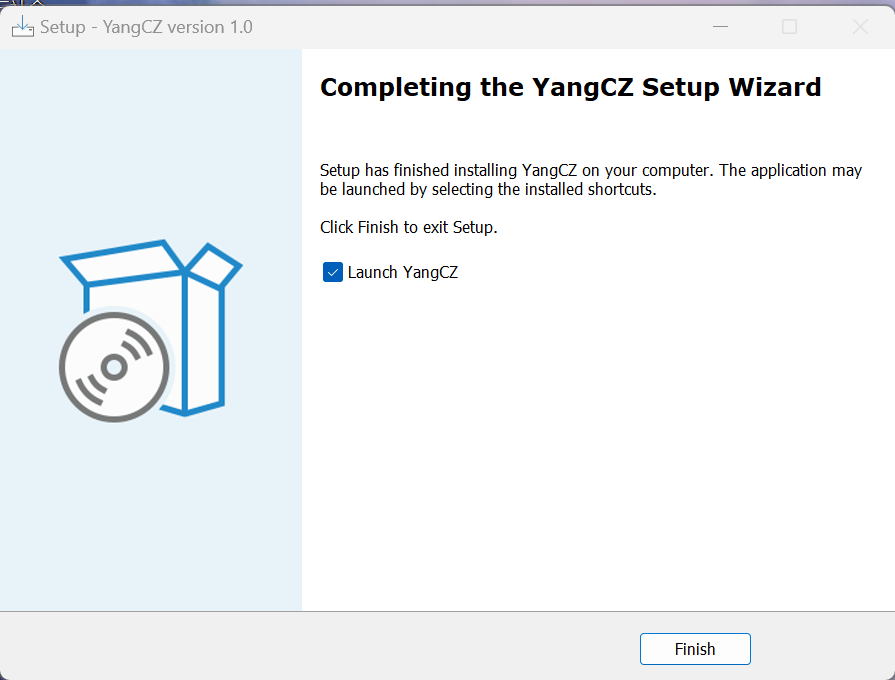 Setup - YangCZ version 1.0
Completing the YangCZ Setup Wizard
Setup has finished installing YangCZ on your computer. The application may
be launched by selecting the installed shortcuts.
Click Finish to exit Setup.
Launch YangCZ
Finish